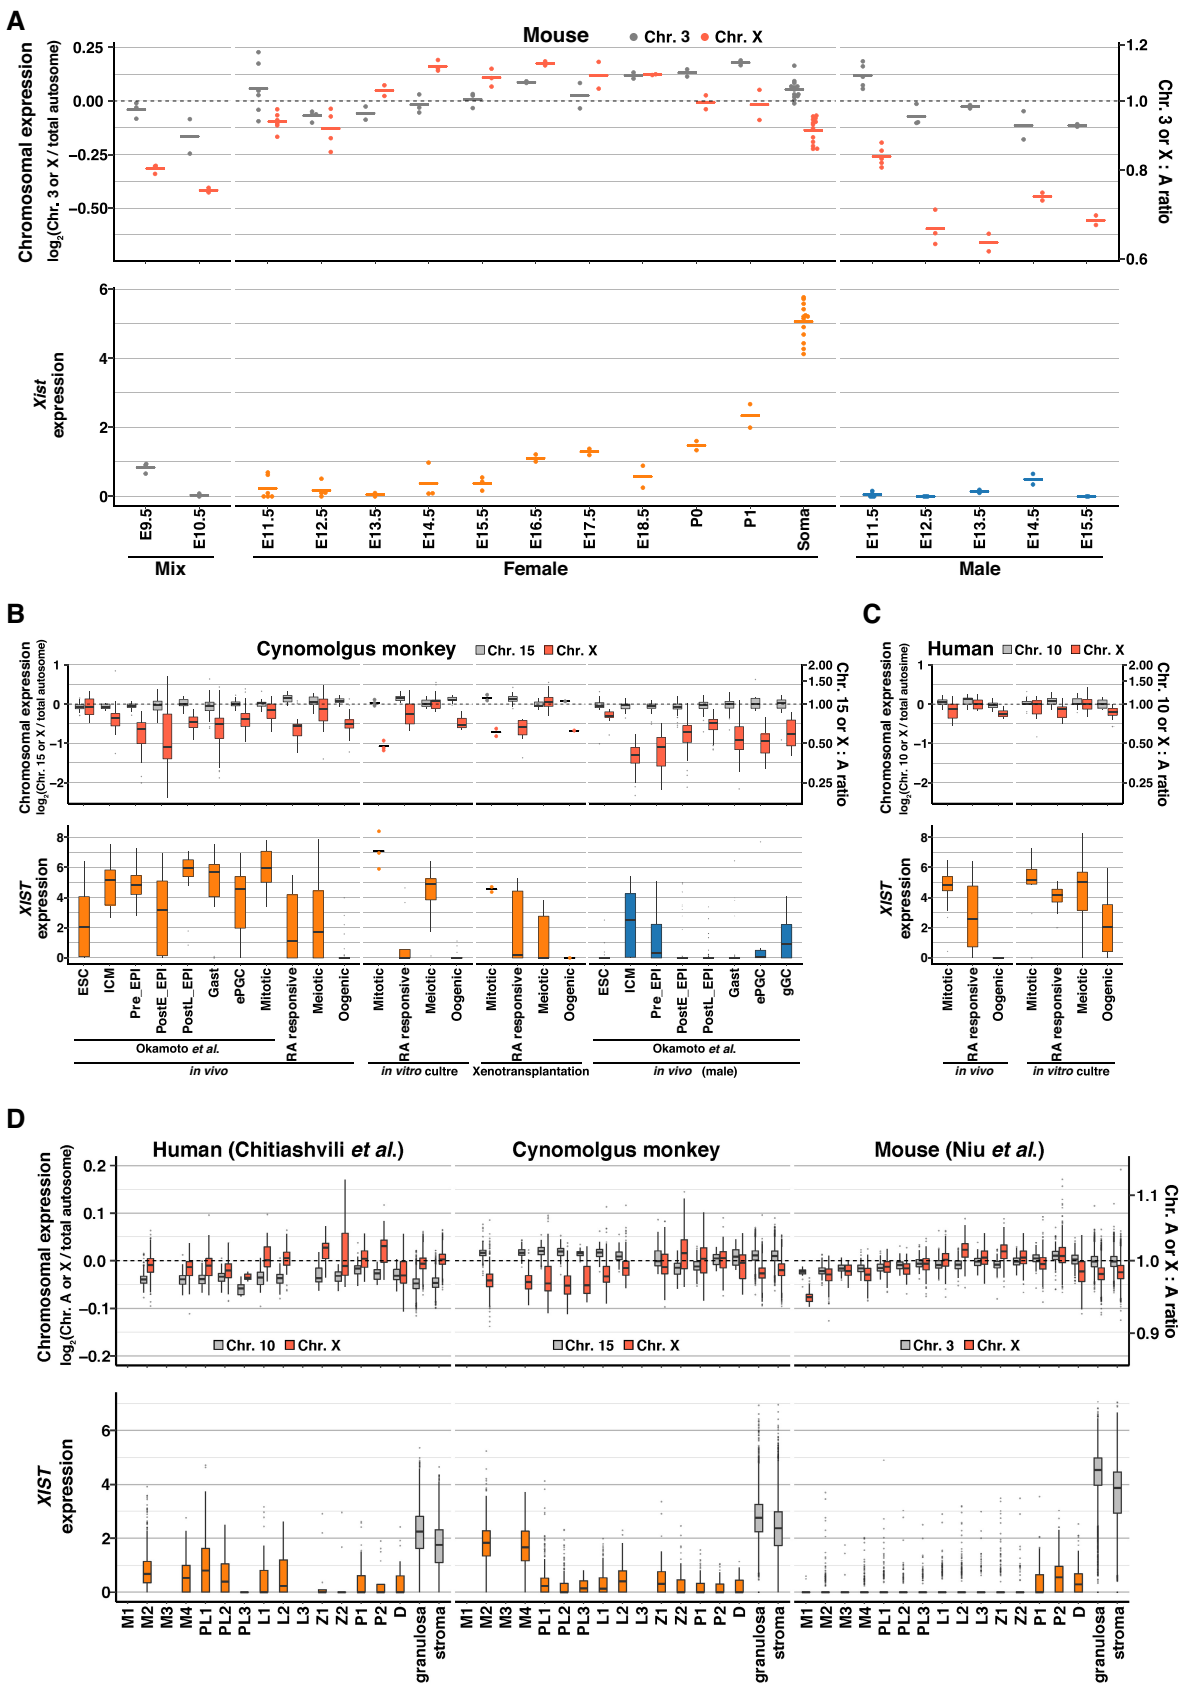 A
Mouse
Chr. 3
Chr. X
Chromosomal expression
log2(Chr. 3 or X / total autosome)
0.25
0.00
−0.25
−0.50
1.2
1.0
0.8
0.6
Chr. 3 or X : A ratio
Xist
expression
6
4
2
0
E9.5
E10.5
E11.5
E12.5
E13.5
E14.5
E15.5
E16.5
E17.5
E18.5
P0
P1
Soma
E11.5
E12.5
E13.5
E14.5
E15.5
Mix
Female
Male
B
Cynomolgus monkey
Chr. 15
Chr. X
Chromosomal expression
log2(Chr. 15 or X / total autosome)
1
0
−1
−2
2.00
1.50
1.00
0.50
0.25
Chr. 15 or X : A ratio
XIST
expression
8
6
4
2
0
ESC
ICM
Pre_EPI
PostE_EPI
PostL_EPI
Gast
ePGC
Mitotic
RA responsive
Meiotic
Oogenic
Mitotic
RA responsive
Meiotic
Oogenic
Mitotic
RA responsive
Meiotic
Oogenic
ESC
ICM
Pre_EPI
PostE_EPI
PostL_EPI
Gast
ePGC
gGC
Okamoto et al.
Okamoto et al.
in vivo
in vitro cultre
Xenotransplantation
in vivo (male)
C
Human
Chr. 10
Chr. X
Chromosomal expression
log2(Chr. 10 or X / total autosime)
1
0
−1
−2
2.00
1.50
1.00
0.50
0.25
Chr. 10 or X : A ratio
XIST
expression
8
6
4
2
0
Mitotic
RA responsive
Oogenic
Mitotic
RA responsive
Meiotic
Oogenic
in vivo
in vitro cultre
D
Human (Chitiashvili et al.)
Cynomolgus monkey
Mouse (Niu et al.)
Chromosomal expression
log2(Chr. A or X / total autosome)
0.2
0.1
0.0
−0.1
−0.2
1.1
1.0
0.9
Chr. A or X : A ratio
Chr. 10
Chr. X
Chr. 15
Chr. X
Chr. 3
Chr. X
XIST
expression
6
4
2
0
M1
M2
M3
M4
PL1
PL2
PL3
L1
L2
L3
Z1
Z2
P1
P2
D
granulosa
stroma
M1
M2
M3
M4
PL1
PL2
PL3
L1
L2
L3
Z1
Z2
P1
P2
D
granulosa
stroma
M1
M2
M3
M4
PL1
PL2
PL3
L1
L2
L3
Z1
Z2
P1
P2
D
granulosa
stroma